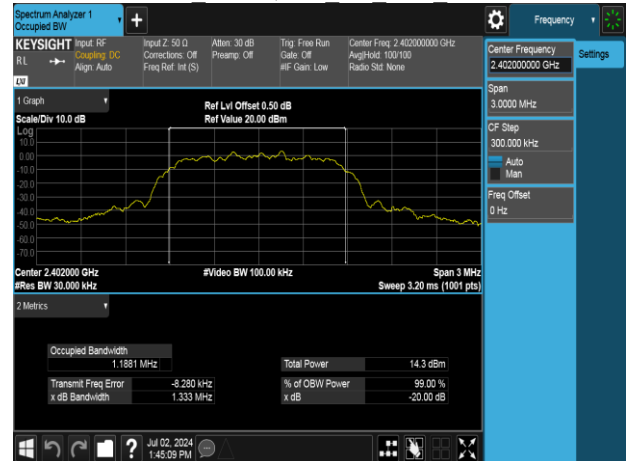 Spectrum Analyzer 1
Occupied BW
Frequency
KEYSIGHT
RL
Input: RF
Coupling: DC
Align: Auto
Input Z: 50 Ω
Corrections: Off
Freq Ref: Int (S)
Atten: 30 dB
Preamp: Off
Trig: Free Run
Gate: Off
#IF Gain: Low
Center Freq: 2.402000000 GHz
Avg|Hold: 100/100
Radio Std: None
LXI
Center Frequency
2.402000000 GHz
Settings
Span
3.0000 MHz
CF Step
300.000 kHz
Auto
Man
Freq Offset
0 Hz
1 Graph
Scale/Div 10.0 dB
Ref Lvl Offset 0.50 dB
Ref Value 20.00 dBm
Log
10.0
0.00
-10.0
-20.0
-30.0
-40.0
-50.0
-60.0
-70.0
Center 2.402000 GHz
#Res BW 30.000 kHz
#Video BW 100.00 kHz
Span 3 MHz
Sweep 3.20 ms (1001 pts)
2 Metrics
Occupied Bandwidth
1.1881 MHz
Total Power 14.3 dBm
Transmit Freq Error -8.280 kHz
% of OBW Power 99.00 %
x dB Bandwidth 1.333 MHz
x dB -20.00 dB
?
Jul 02, 2024
1:45:09 PM